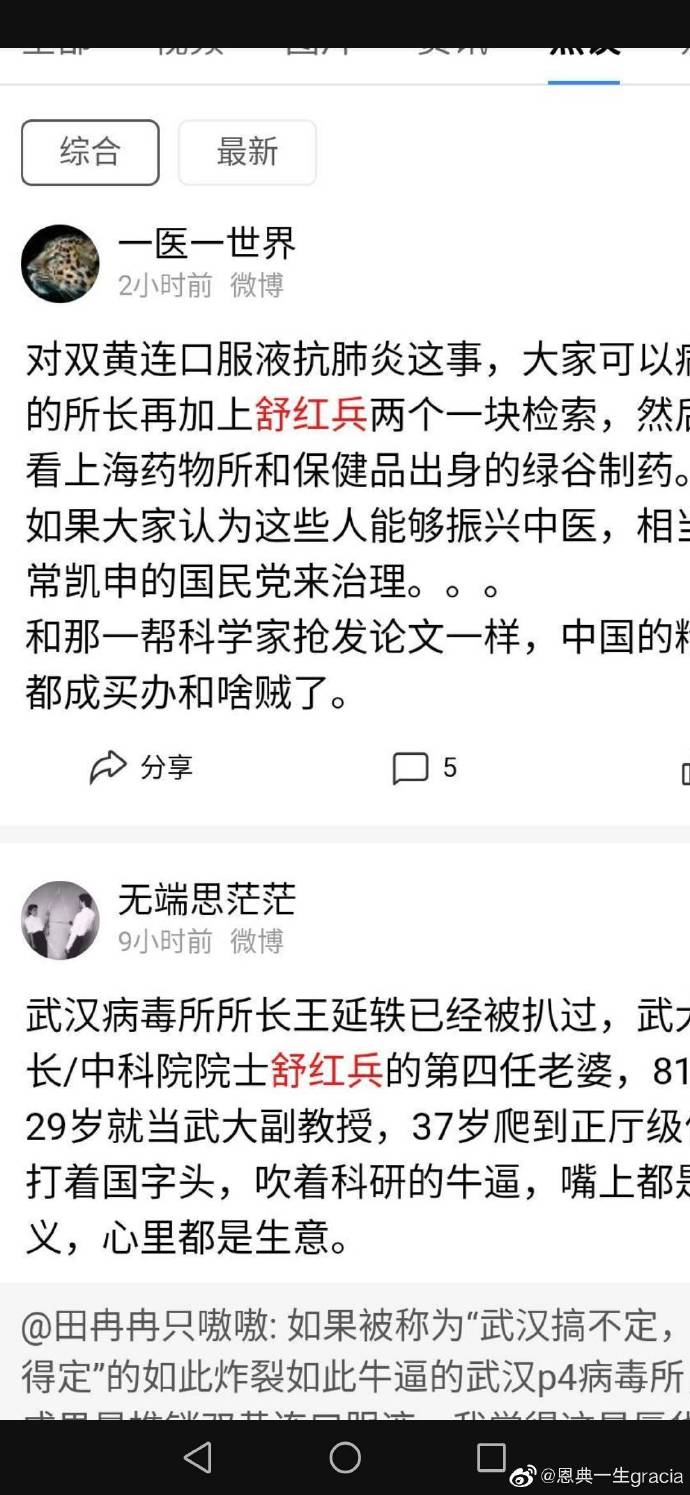 综合
最新
一医一世界
2小时前 微博
对双黄连口服液抗肺炎这事，大家可以
的所长再加上舒红兵两个一块检索，然后
看上海药物所和保健品出身的绿谷制药。
如果大家认为这些人能够振兴中医，相当
常凯申的国民党来治理。。。
和那一帮科学家抢发论文一样，中国的
都成买办和啥贼了。
分享
5
无端思茫茫
9小时前 微博
武汉病毒所所长王延轶已经被扒过，武大
长/中科院院士舒红兵的第四任老婆，81
29岁就当武大副教授，37岁爬到正厅级
打着国字头，吹着科研的牛逼，嘴上都是
义，心里都是生意。
@田冉冉只嗷嗷: 如果被称为“武汉搞不定，
得定”的如此炸裂如此牛逼的武汉p4病毒所
@恩典一生gracia